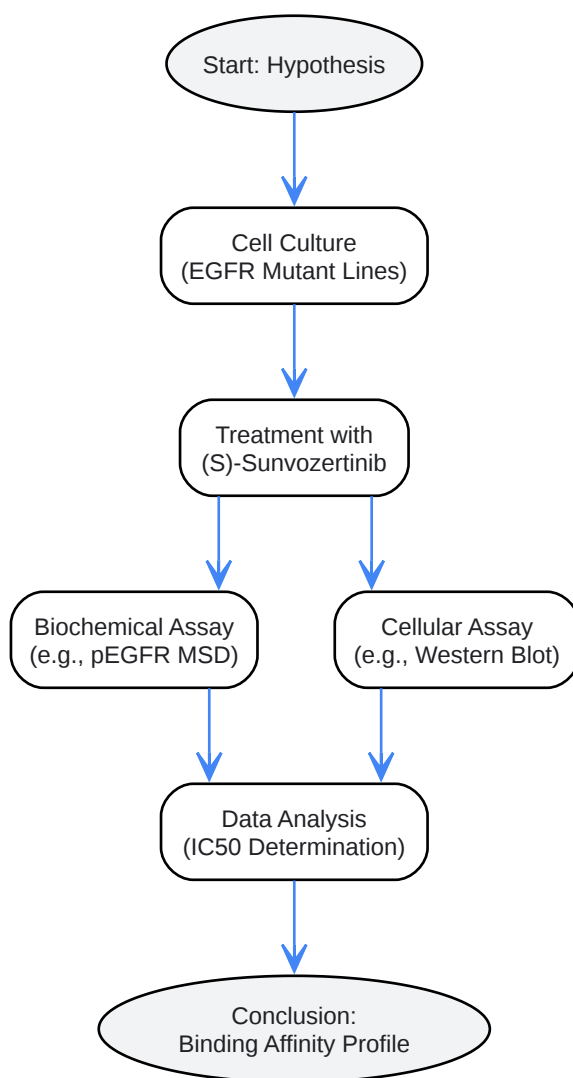 Start: Hypothesis
Cell Culture
(EGFR Mutant Lines)
Treatment with
(S)-Sunvozertinib
Biochemical Assay
(e.g., pEGFR MSD)
Cellular Assay
(e.g., Western Blot)
Data Analysis
(IC50 Determination)
Conclusion:
Binding Affinity Profile